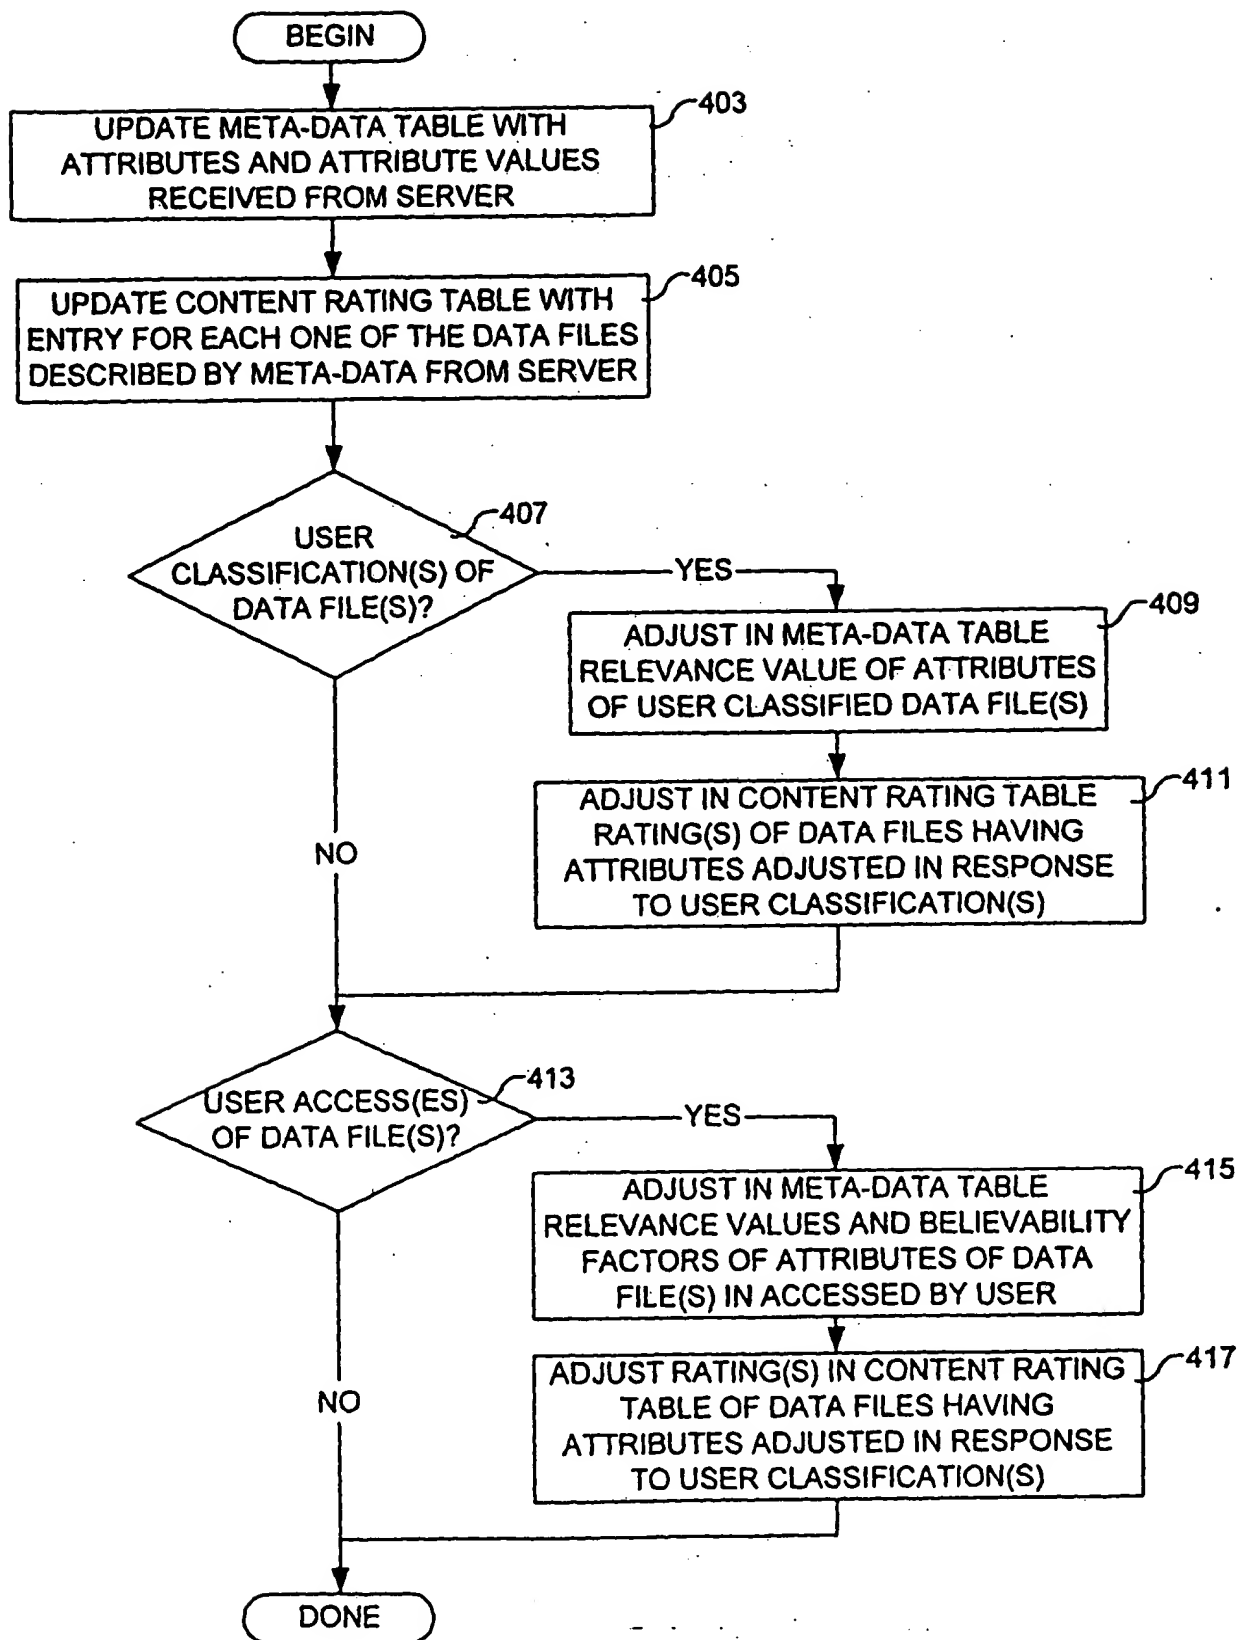 BEGIN
403
UPDATE META-DATA TABLE WITH
ATTRIBUTES AND ATTRIBUTE VALUES
RECEIVED FROM SERVER
405
UPDATE CONTENT RATING TABLE WITH
ENTRY FOR EACH ONE OF THE DATA FILES
DESCRIBED BY META-DATA FROM SERVER
407
USER
CLASSIFICATION(S) OF
DATA FILE(S)?
YES
409
ADJUST IN META-DATA TABLE
RELEVANCE VALUE OF ATTRIBUTES
OF USER CLASSIFIED DATA FILE(S)
411
ADJUST IN CONTENT RATING TABLE
RATING(S) OF DATA FILES HAVING
ATTRIBUTES ADJUSTED IN RESPONSE
TO USER CLASSIFICATION(S)
NO
413
USER ACCESS(ES)
OF DATA FILE(S)?
YES
415
ADJUST IN META-DATA TABLE
RELEVANCE VALUES AND BELIEVABILITY
FACTORS OF ATTRIBUTES OF DATA
FILE(S) IN ACCESSED BY USER
417
ADJUST RATING(S) IN CONTENT RATING
TABLE OF DATA FILES HAVING
ATTRIBUTES ADJUSTED IN RESPONSE
TO USER CLASSIFICATION(S)
NO
DONE